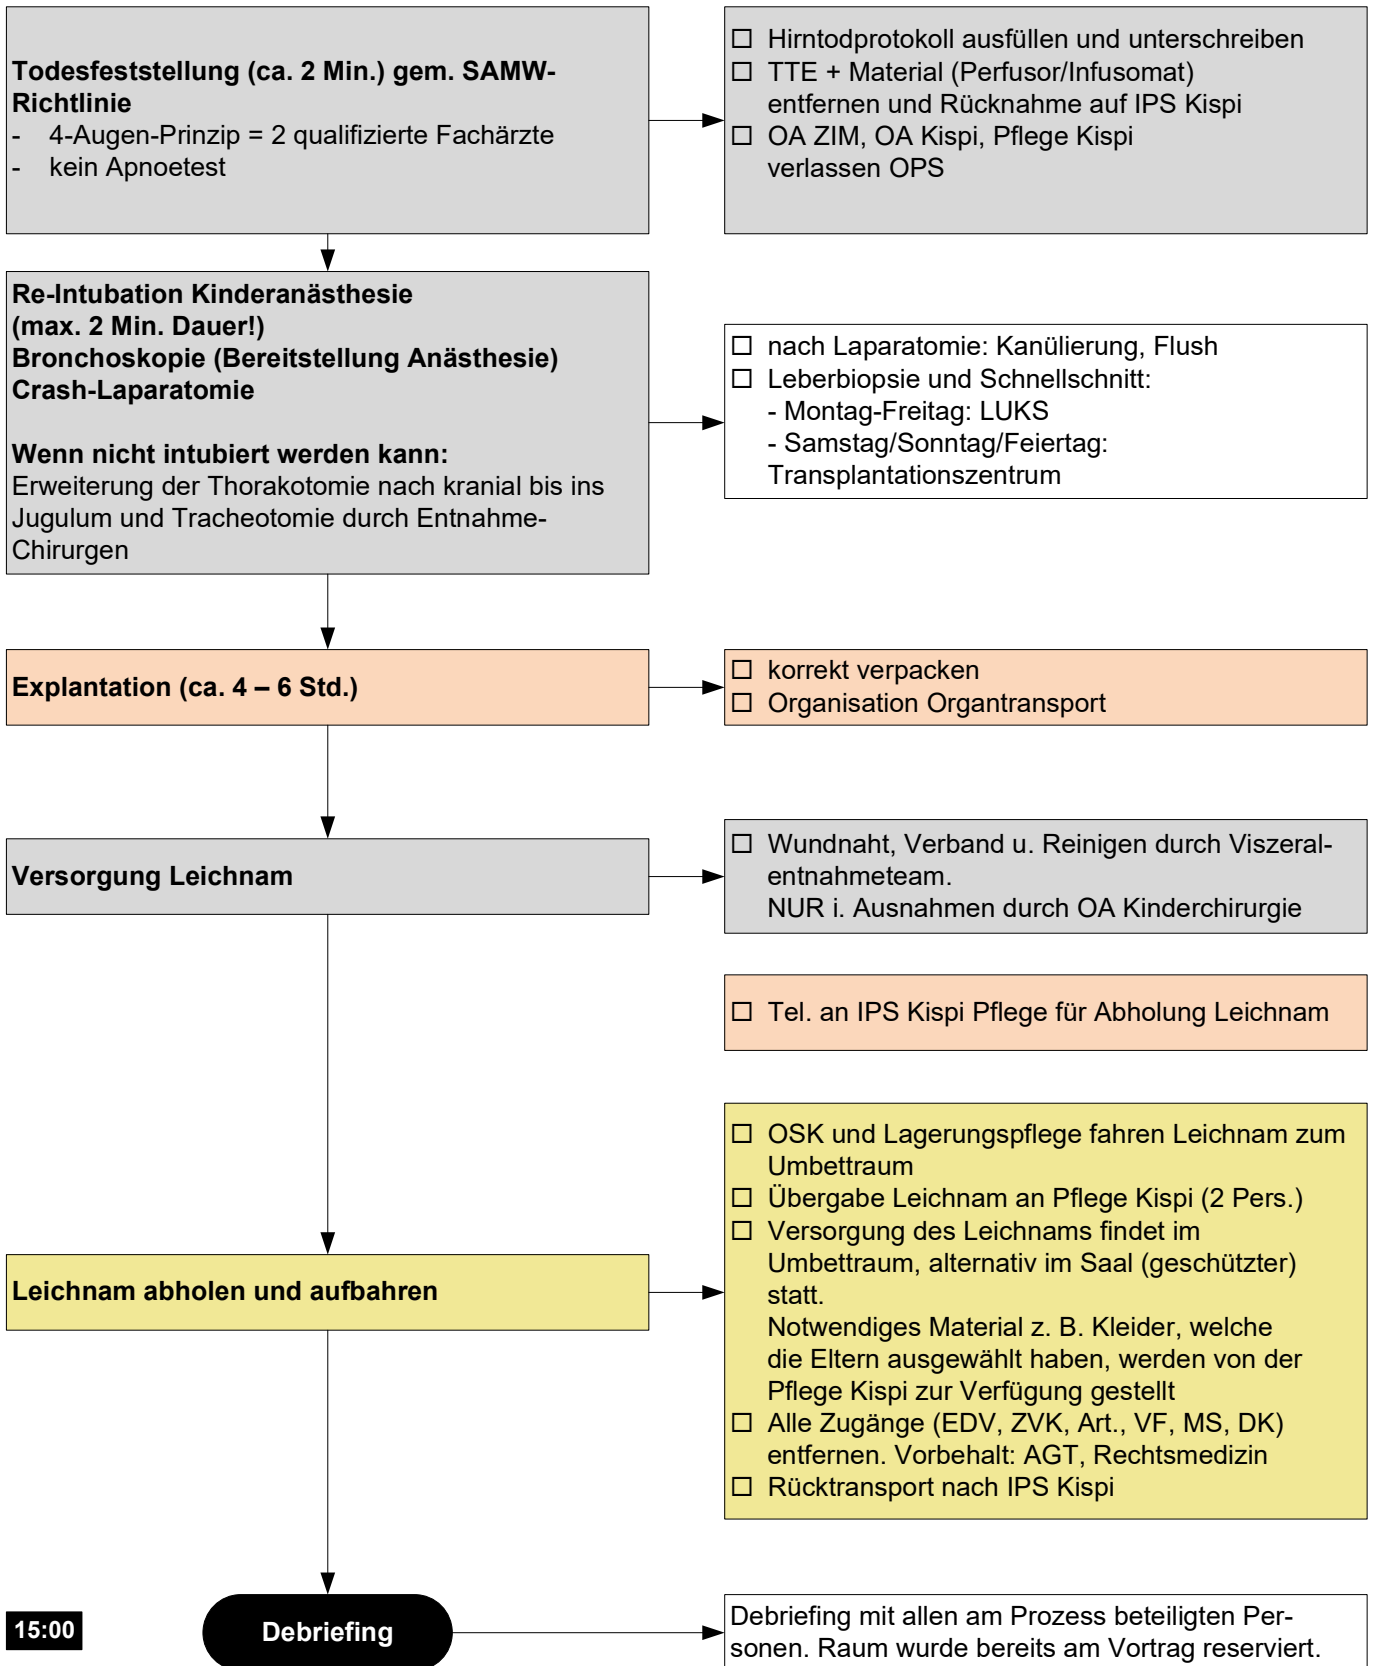 Todesfeststellung (ca. 2 Min.) gem. SAMW-
Richtlinie
- 4-Augen-Prinzip = 2 qualifizierte Fachärzte
- kein Apnoetest
☐ Hirntodprotokoll ausfüllen und unterschreiben
☐ TTE + Material (Perfusor/Infusomat)
entfernen und Rücknahme auf IPS Kispi
☐ OA ZIM, OA Kispi, Pflege Kispi
verlassen OPS
Re-Intubation Kinderanästhesie
(max. 2 Min. Dauer!)
Bronchoskopie (Bereitstellung Anästhesie)
Crash-Laparatomie
Wenn nicht intubiert werden kann:
Erweiterung der Thorakotomie nach kranial bis ins
Jugulum und Tracheotomie durch Entnahme-
Chirurgen
☐ nach Laparatomie: Kanülierung, Flush
☐ Leberbiopsie und Schnellschnitt:
- Montag-Freitag: LUKS
- Samstag/Sonntag/Feiertag:
Transplantationszentrum
Explantation (ca. 4 – 6 Std.)
☐ korrekt verpacken
☐ Organisation Organtransport
Versorgung Leichnam
☐ Wundnaht, Verband u. Reinigen durch Viszeral-
entnahmeteam.
NUR i. Ausnahmen durch OA Kinderchirurgie
☐ Tel. an IPS Kispi Pflege für Abholung Leichnam
Leichnam abholen und aufbahren
☐ OSK und Lagerungspflege fahren Leichnam zum
Umbettraum
☐ Übergabe Leichnam an Pflege Kispi (2 Pers.)
☐ Versorgung des Leichnams findet im
Umbettraum, alternativ im Saal (geschützter)
statt.
Notwendiges Material z. B. Kleider, welche
die Eltern ausgewählt haben, werden von der
Pflege Kispi zur Verfügung gestellt
☐ Alle Zugänge (EDV, ZVK, Art., VF, MS, DK)
entfernen. Vorbehalt: AGT, Rechtsmedizin
☐ Rücktransport nach IPS Kispi
15:00
Debriefing
Debriefing mit allen am Prozess beteiligten Per-
sonen. Raum wurde bereits am Vortrag reserviert.